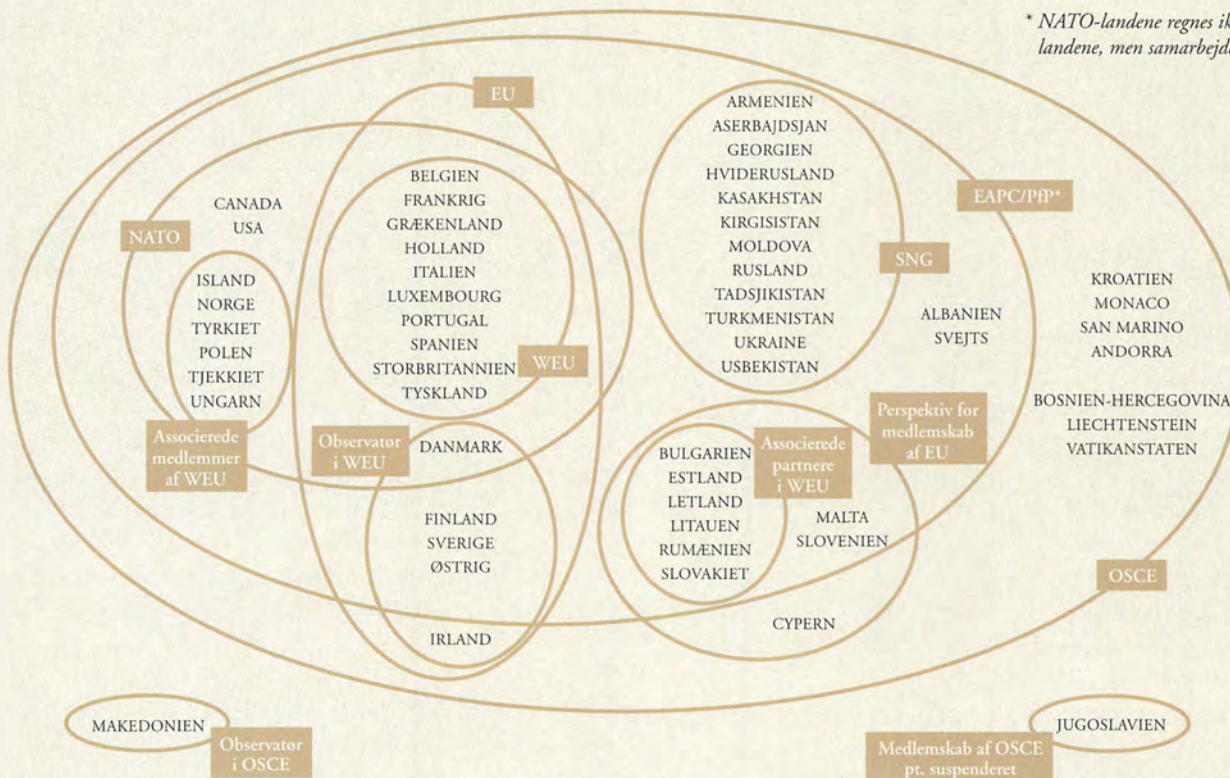 * NATO-landene regnes
landene, men
EU
ARMENIEN
ASERBAJDSJAN
GEORGIEN
HVIDERUSLAND
KASAKHSTAN
KIRGISISTAN
MOLDOVA
RUSLAND
TADSJIKISTAN
TURKMENISTAN
UKRAINE
USBEKISTAN
BELGIEN
FRANKRIG
GRÆKENLAND
HOLLAND
ITALIEN
LUXEMBOURG
PORTUGAL
SPANIEN
STORBRITANNIEN
TYSKLAND
EAPC/PfP*
CANADA
USA
NATO
SNG
ISLAND
NORGE
TYRKIET
POLEN
TJEKKIET
UNGARN
KROATIEN
MONACO
SAN MARINO
ANDORRA
ALBANIEN
SVEJTS
WEU
BOSNIEN-HERCEGOVINA
LIECHTENSTEIN
VATIKANSTATEN
Associerede
medlemmer
af WEU
Observatør
i WEU
DANMARK
Perspektiv for
medlemskab
af EU
BULGARIEN
ESTLAND
LETLAND
LITAUEN
RUMÆNIEN
SLOVAKIET
Associerede
partnere
i WEU
MALTA
SLOVENIEN
FINLAND
SVERIGE
ØSTRIG
OSCE
IRLAND
CYPERN
MAKEDONIEN
Observatør
i OSCE
JUGOSLAVIEN
Medlemskab af OSCE
pt. suspenderet